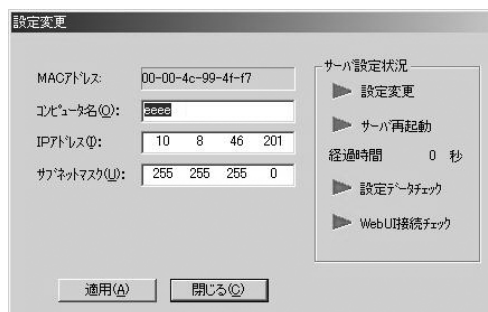 設定変更
MACアドレス: 00-00-4c-99-4f-f7
コンピュータ名(O): eeee
IPアドレス(I): 10 8 46 201
サブネットマスク(U): 255 255 255 0
サーバ設定状況
設定変更
サーバ再起動
経過時間 0 秒
設定データチェック
WebUI接続チェック
適用(A) 閉じる(C)